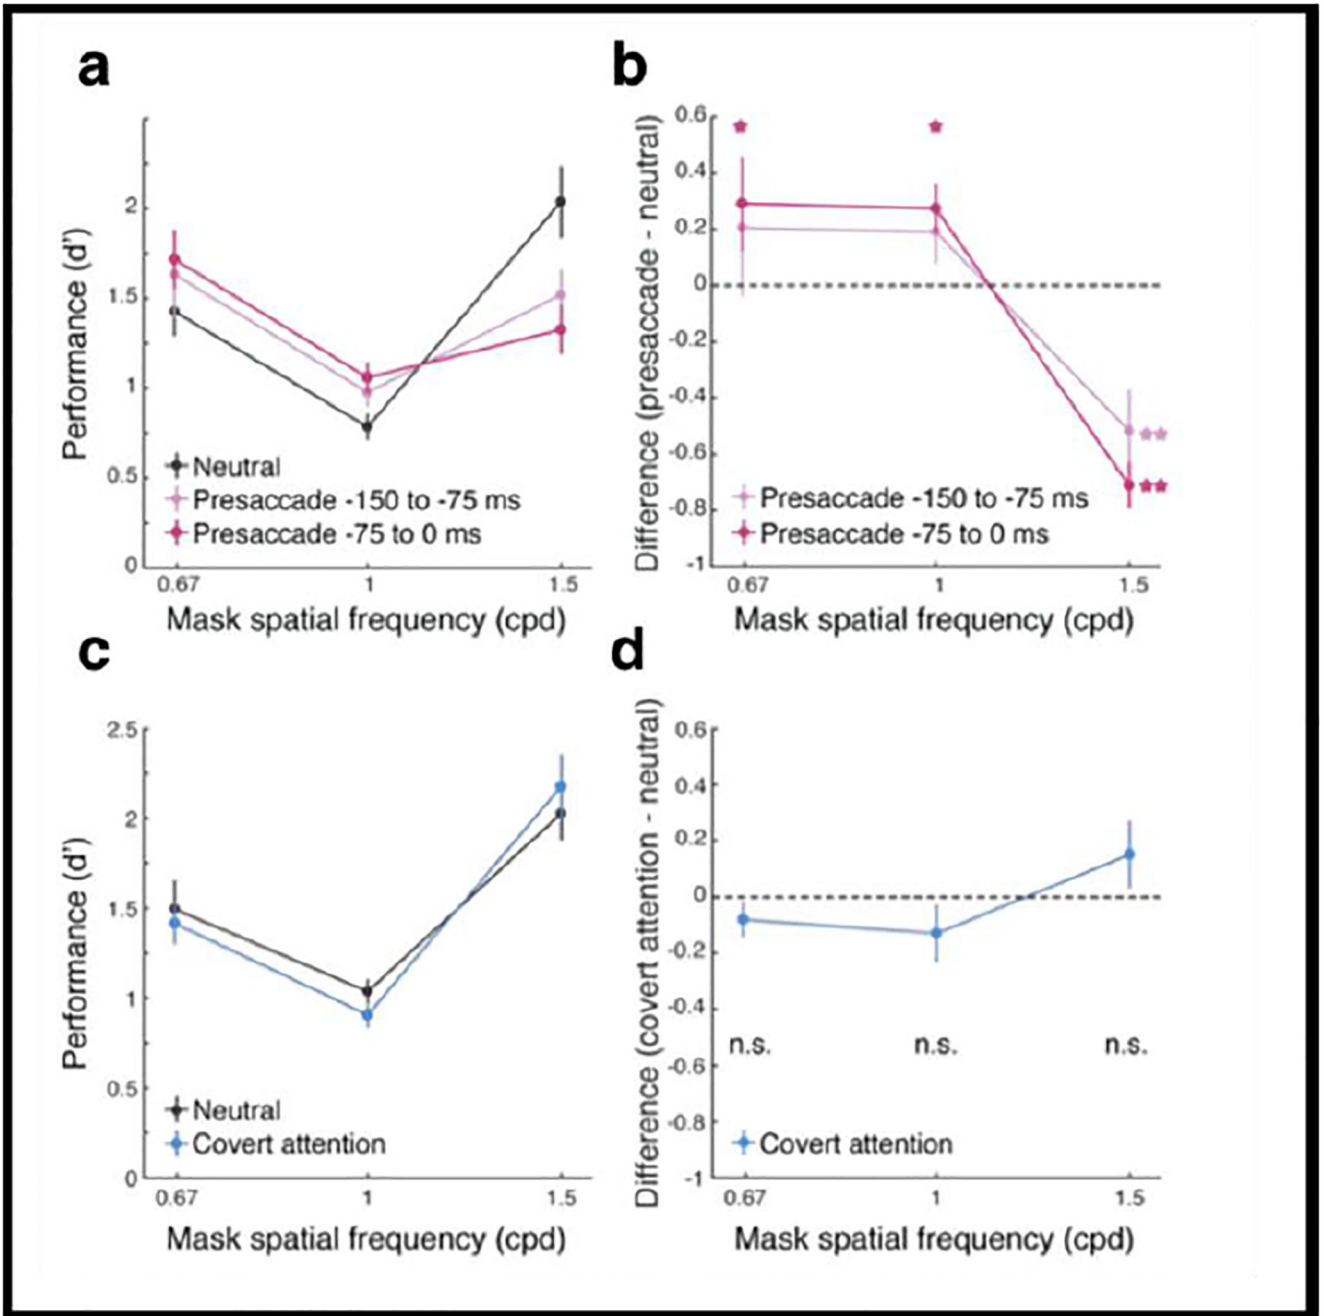 a
Performance (d')
2
1.5
1
0.5
0
Neutral
Presaccade -150 to -75 ms
Presaccade -75 to 0 ms
0.67 1 1.5
Mask spatial frequency (cpd)
b
Difference (presaccade - neutral)
0.6
0.4
0.2
0
-0.2
-0.4
-0.6
-0.8
-1
Presaccade -150 to -75 ms
Presaccade -75 to 0 ms
0.67 1 1.5
Mask spatial frequency (cpd)
c
Performance (d')
2.5
2
1.5
1
0.5
0
Neutral
Covert attention
0.67 1 1.5
Mask spatial frequency (cpd)
d
Difference (covert attention - neutral)
0.6
0.4
0.2
0
-0.2
-0.4
-0.6
-0.8
-1
n.s. n.s. n.s.
Covert attention
0.67 1 1.5
Mask spatial frequency (cpd)